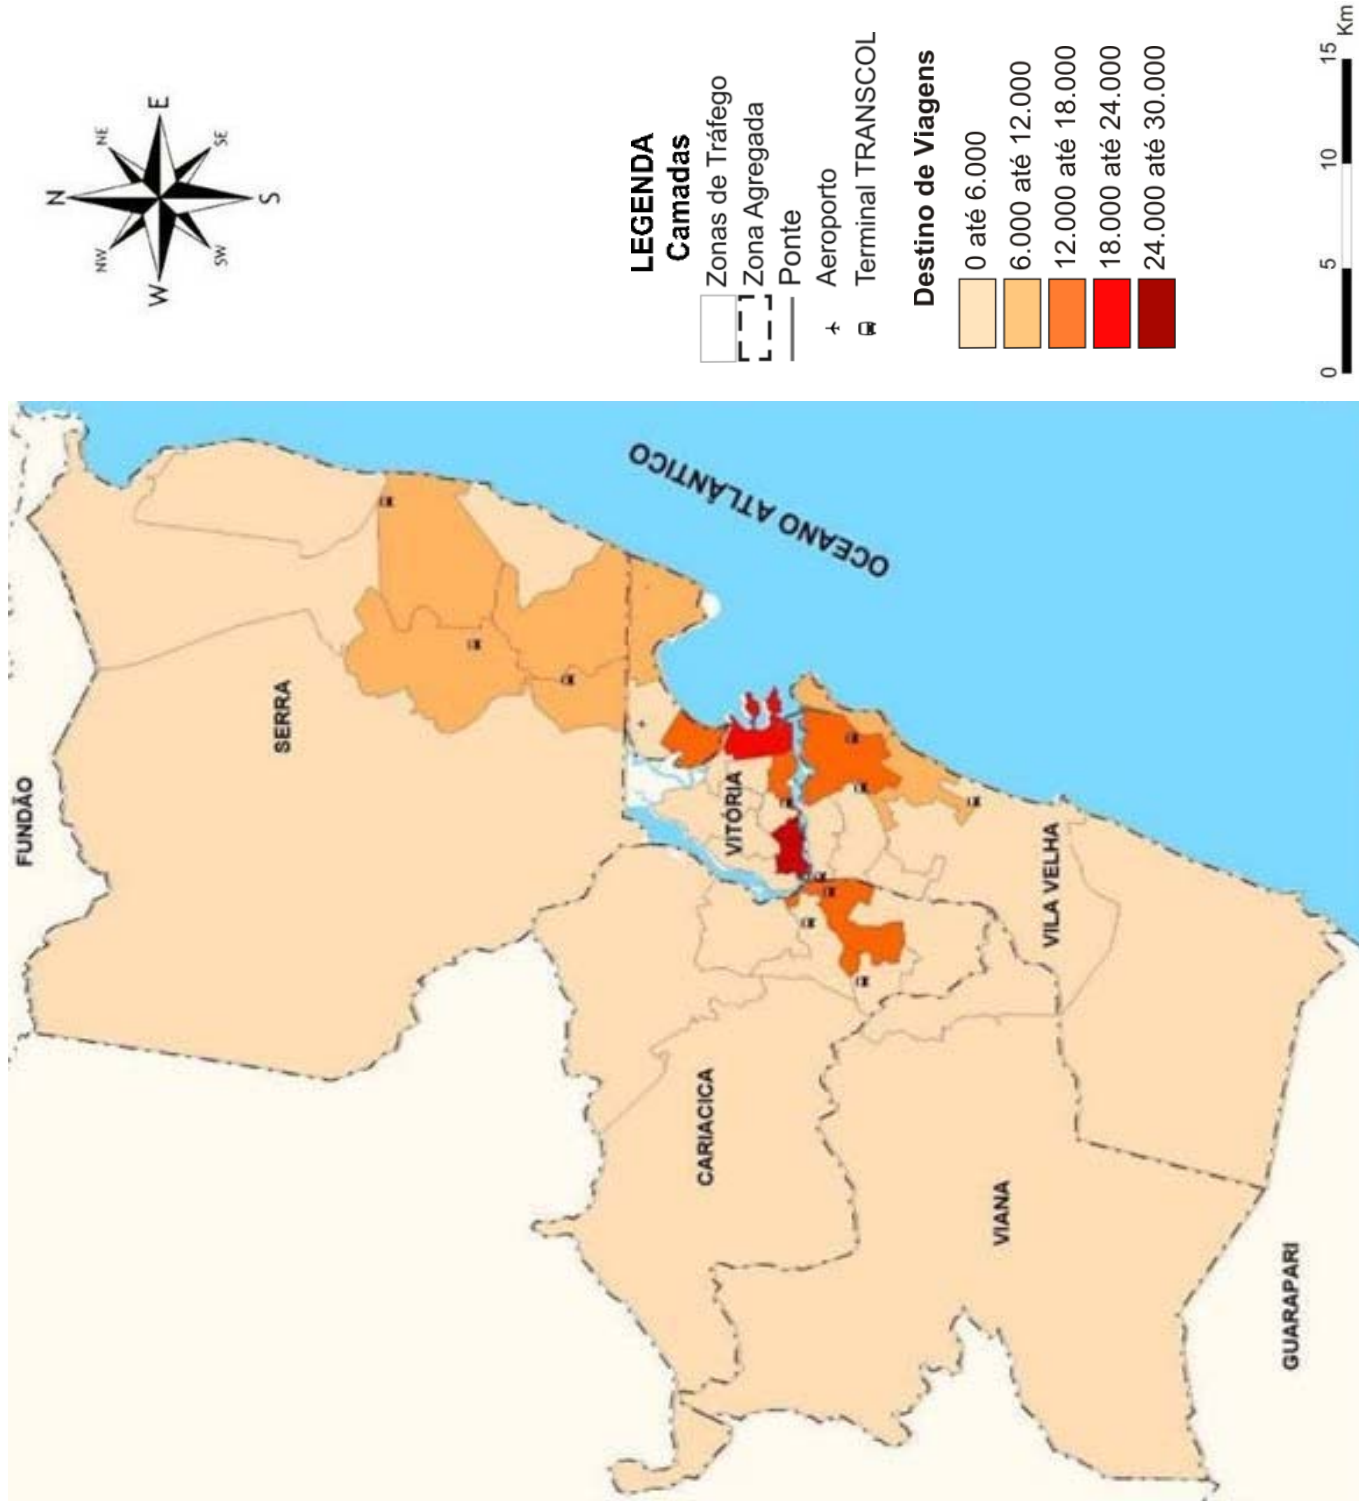 N
NE
E
SE
S
SW
W
NW
LEGENDA
Camadas
Zonas de Tráfego
Zona Agregada
Ponte
Aeroporto
Terminal TRANSCOL
Destino de Viagens
0 até 6.000
6.000 até 12.000
12.000 até 18.000
18.000 até 24.000
24.000 até 30.000
0 5 10 15
Km
FUNDÃO
SERRA
OCEANO ATLÂNTICO
VITÓRIA
CARIACICA
VILA VELHA
VIANA
GUARAPARI